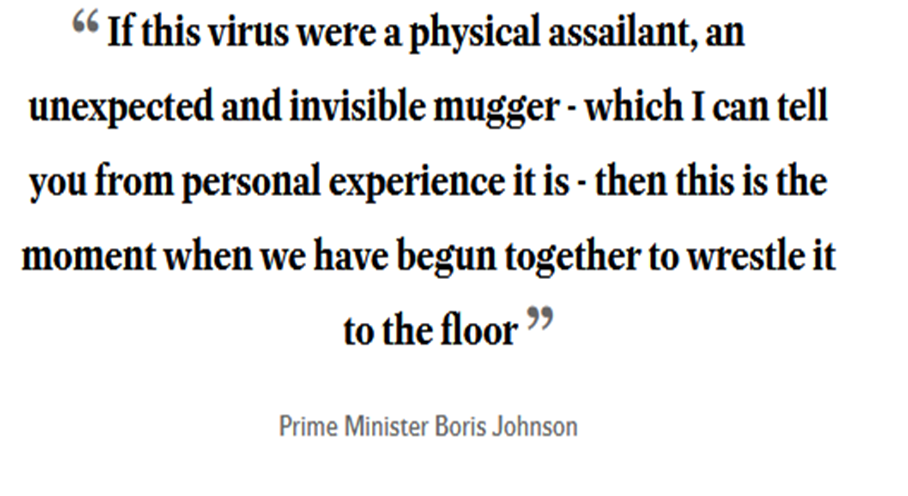 “ If this virus were a physical assailant, an
unexpected and invisible mugger - which I can tell
you from personal experience it is - then this is the
moment when we have begun together to wrestle it
to the floor ”
Prime Minister Boris Johnson